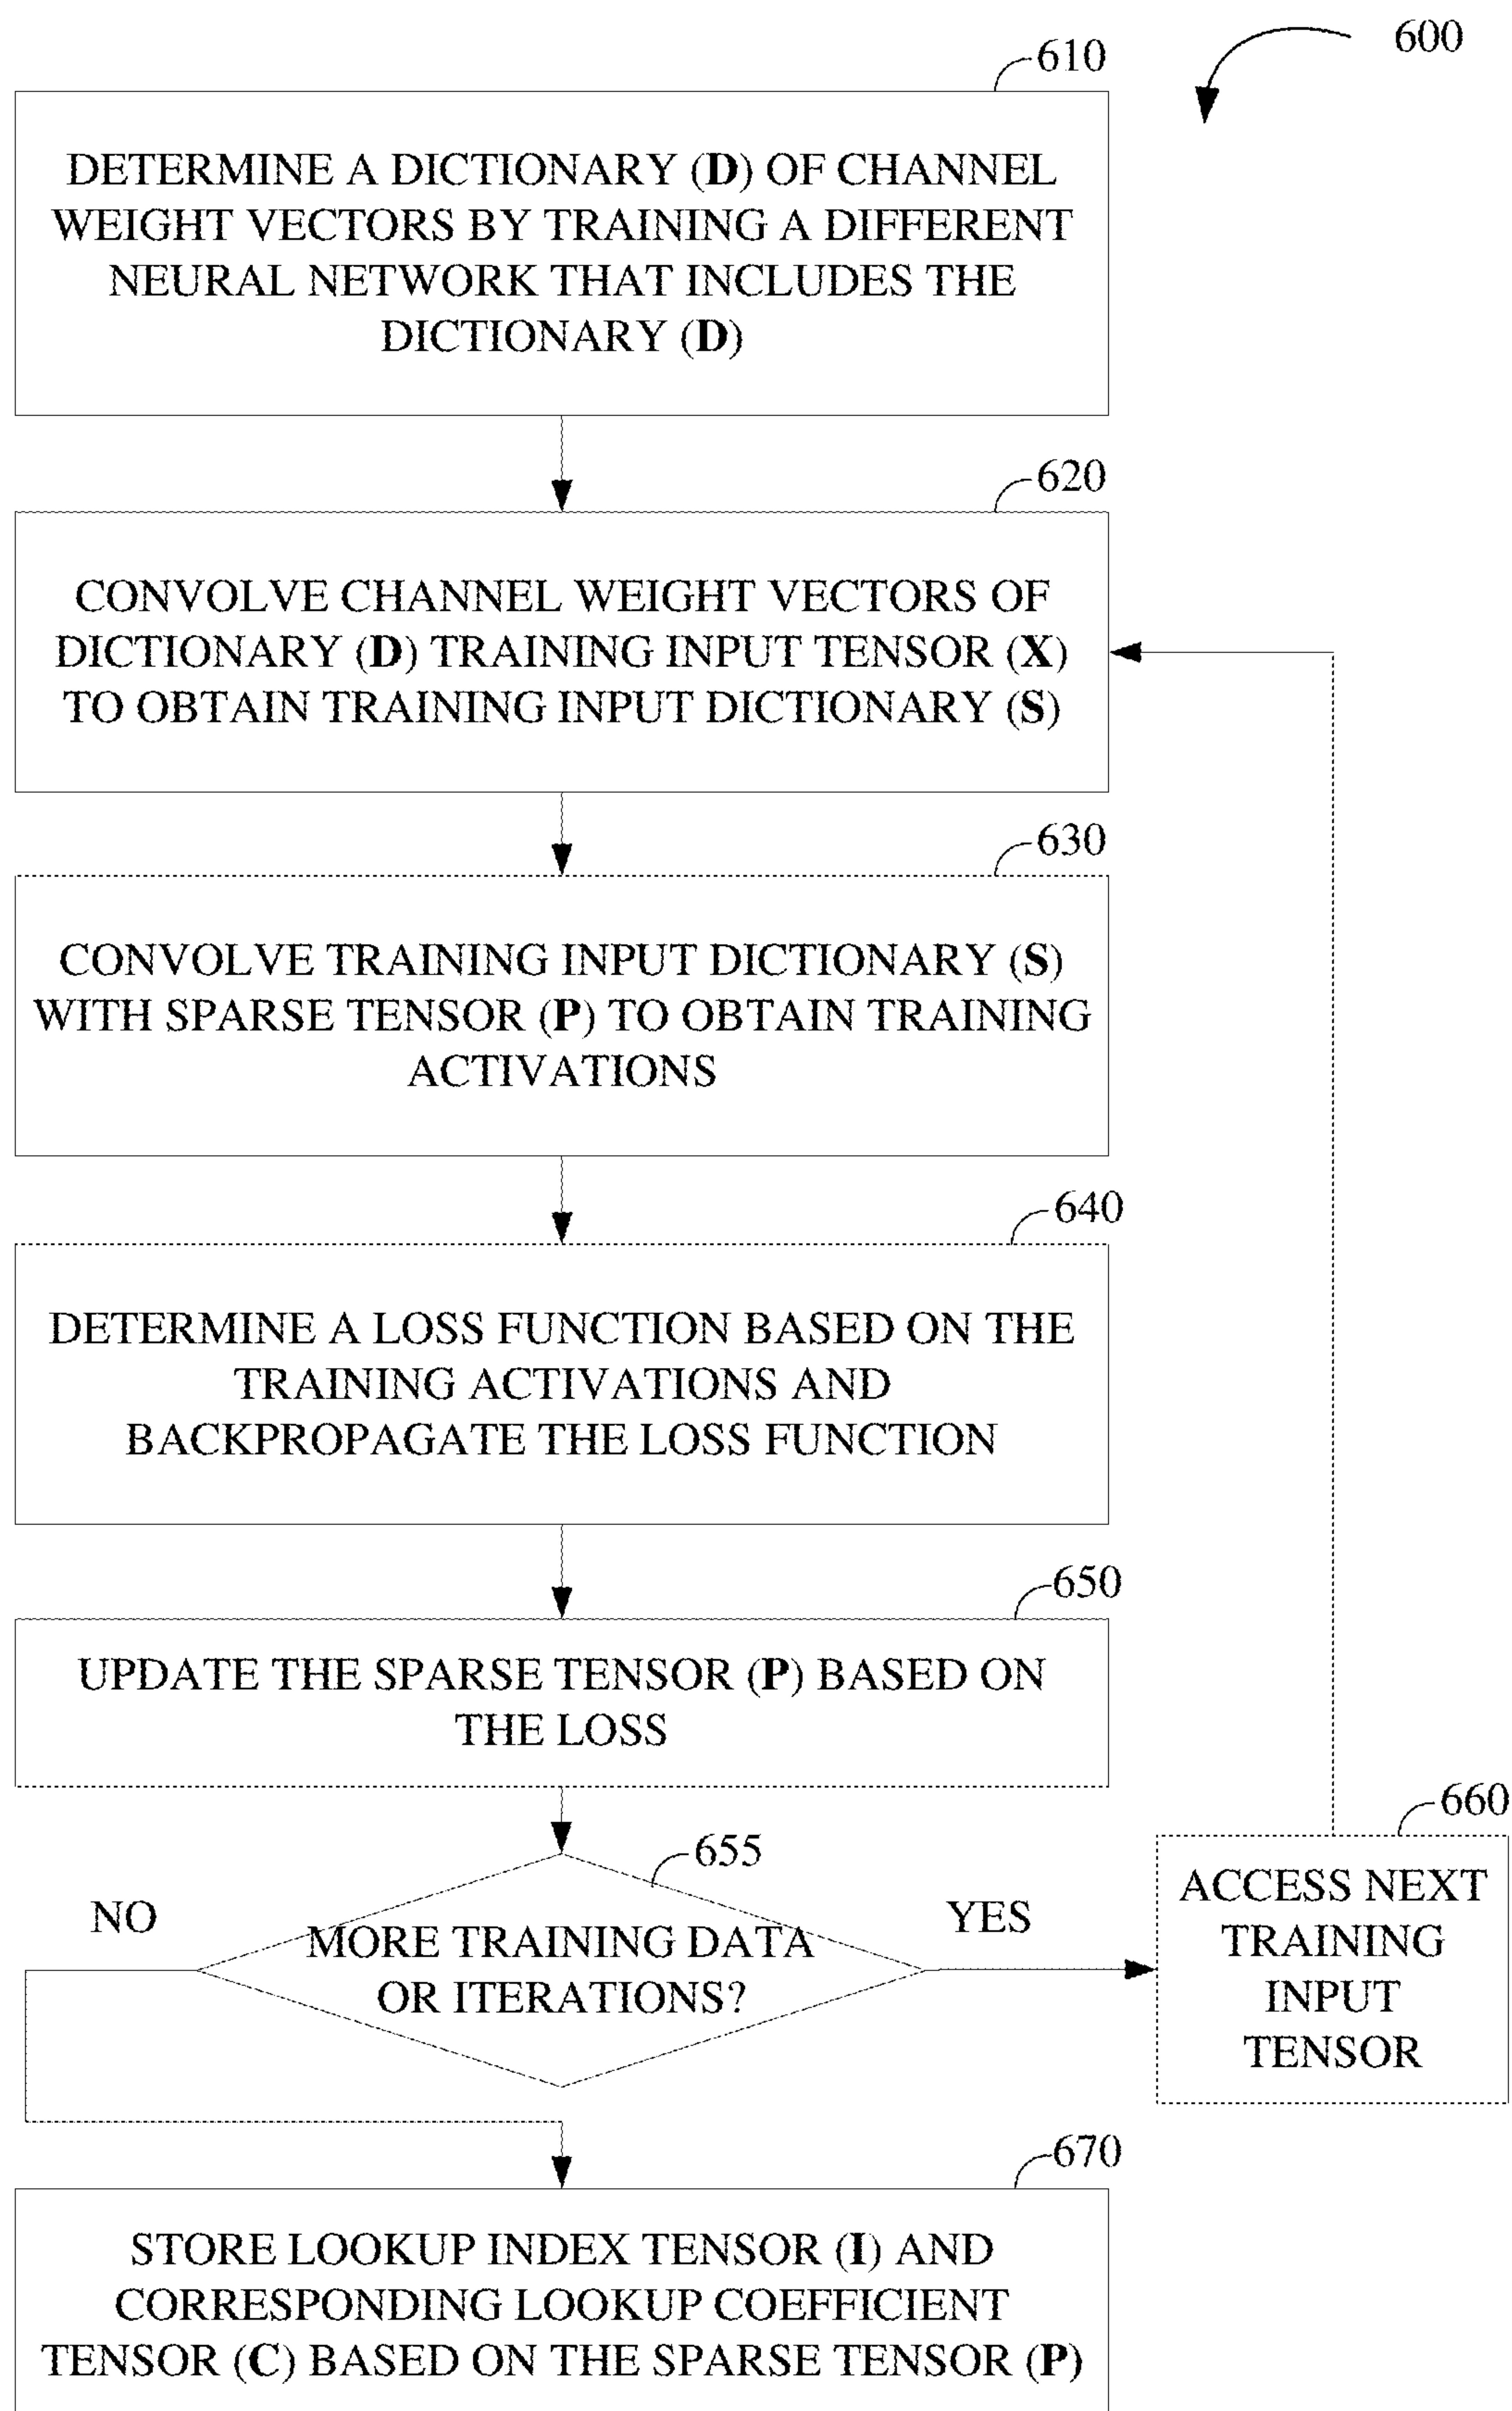 600
610
DETERMINE A DICTIONARY (D) OF CHANNEL
WEIGHT VECTORS BY TRAINING A DIFFERENT
NEURAL NETWORK THAT INCLUDES THE
DICTIONARY (D)
620
CONVOLVE CHANNEL WEIGHT VECTORS OF
DICTIONARY (D) TRAINING INPUT TENSOR (X)
TO OBTAIN TRAINING INPUT DICTIONARY (S)
630
CONVOLVE TRAINING INPUT DICTIONARY (S)
WITH SPARSE TENSOR (P) TO OBTAIN TRAINING
ACTIVATIONS
640
DETERMINE A LOSS FUNCTION BASED ON THE
TRAINING ACTIVATIONS AND
BACKPROPAGATE THE LOSS FUNCTION
650
UPDATE THE SPARSE TENSOR (P) BASED ON
THE LOSS
655
NO
MORE TRAINING DATA
OR ITERATIONS?
YES
660
ACCESS NEXT
TRAINING
INPUT
TENSOR
670
STORE LOOKUP INDEX TENSOR (I) AND
CORRESPONDING LOOKUP COEFFICIENT
TENSOR (C) BASED ON THE SPARSE TENSOR (P)